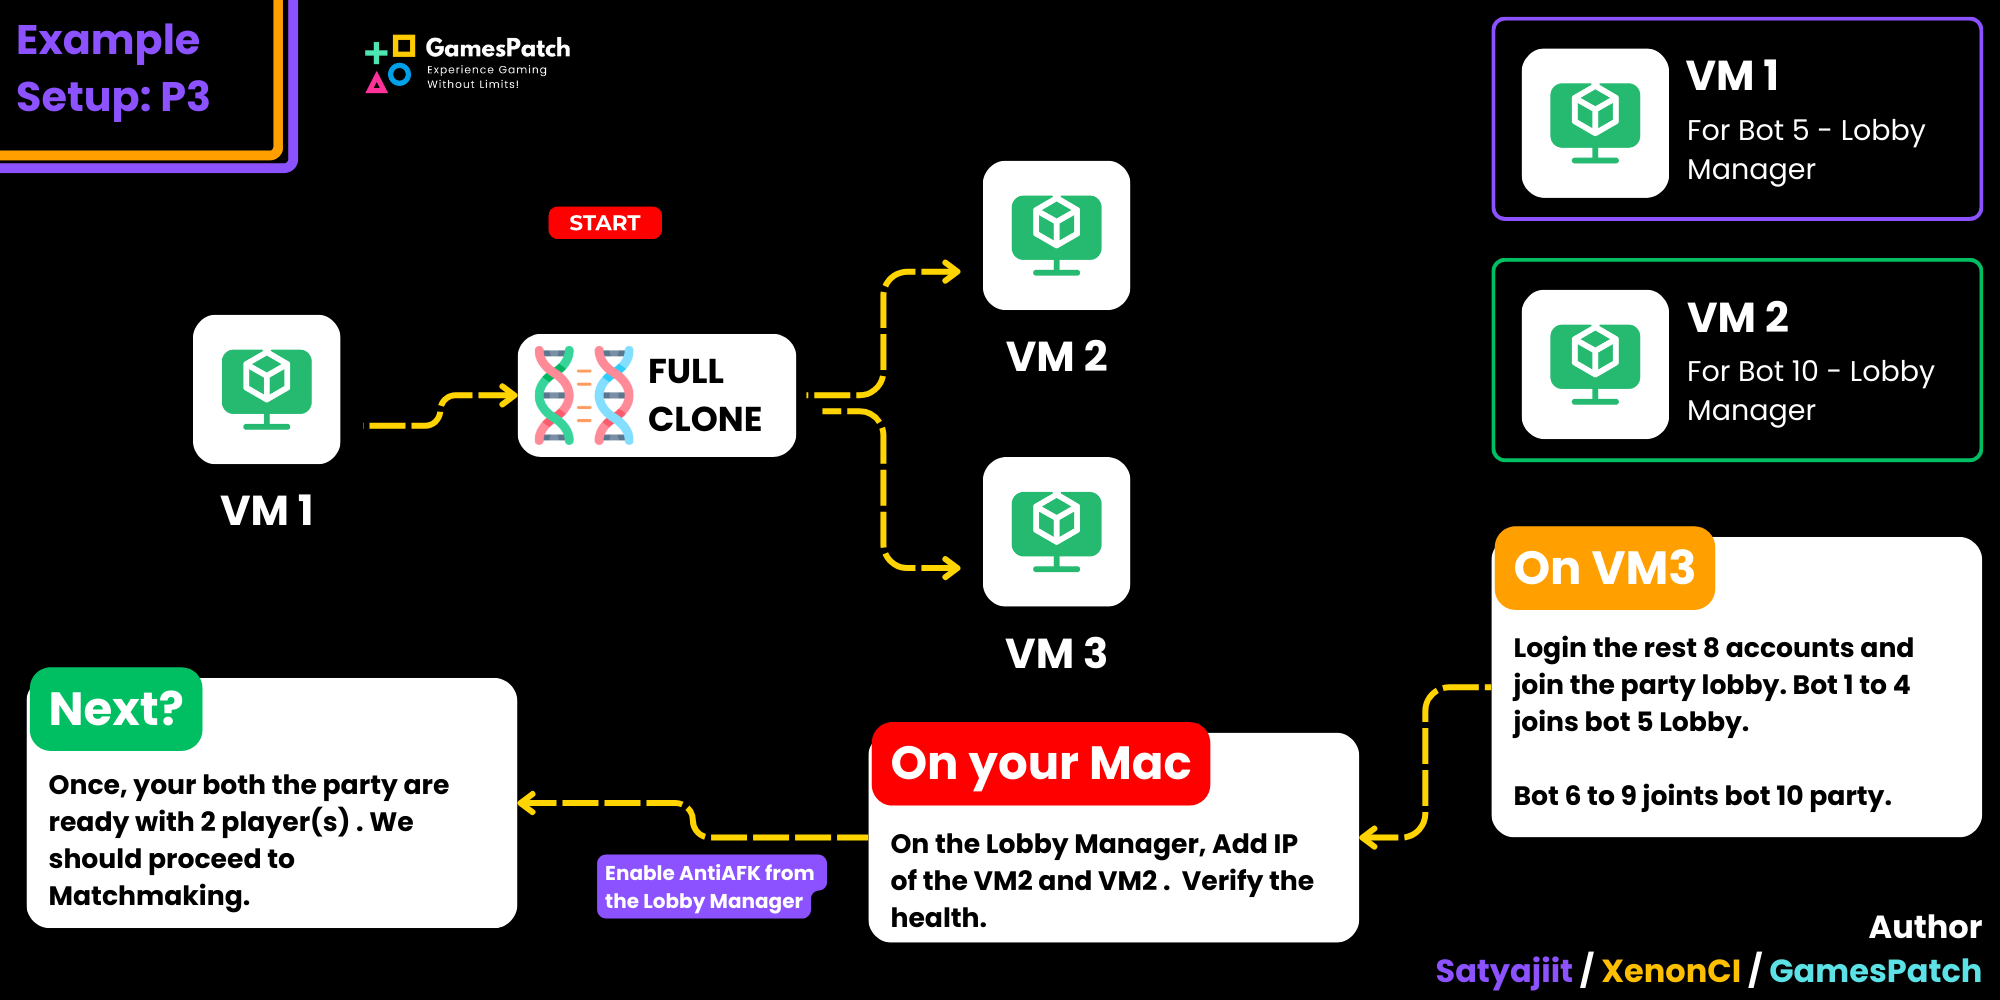 Example
Setup: P3
GamesPatch
Experience Gaming
Without Limits!
START
VM 1
FULL
CLONE
VM 2
VM 3
VM 1
For Bot 5 - Lobby
Manager
VM 2
For Bot 10 - Lobby
Manager
On VM3
Login the rest 8 accounts and
join the party lobby. Bot 1 to 4
joins bot 5 Lobby.
Bot 6 to 9 joints bot 10 party.
On your Mac
On the Lobby Manager, Add IP
of the VM2 and VM2 .  Verify the
health.
Enable AntiAFK from
the Lobby Manager
Next?
Once, your both the party are
ready with 2 player(s) . We
should proceed to
Matchmaking.
Author
Satyajiit / XenonCI / GamesPatch